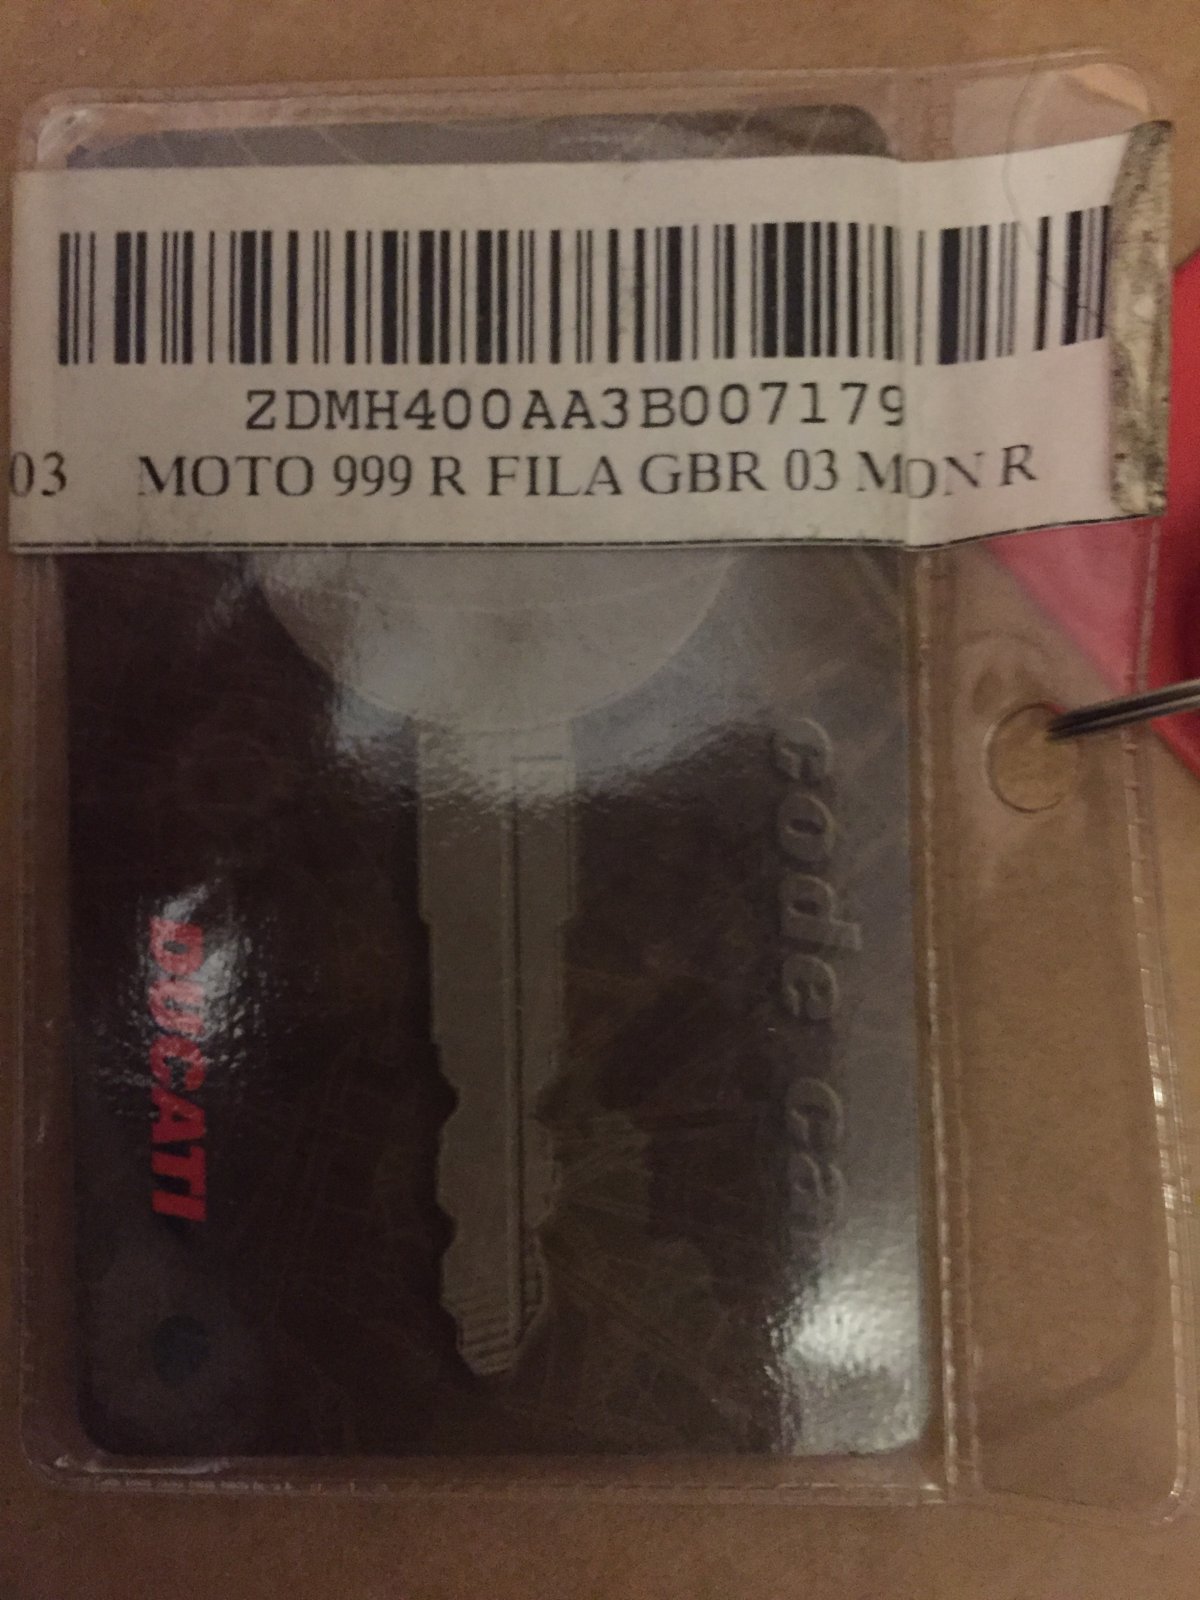 ZDMH400AA3B007179
03 MOTO 999 R FILA GBR 03 MON R
code ca
DUCATI